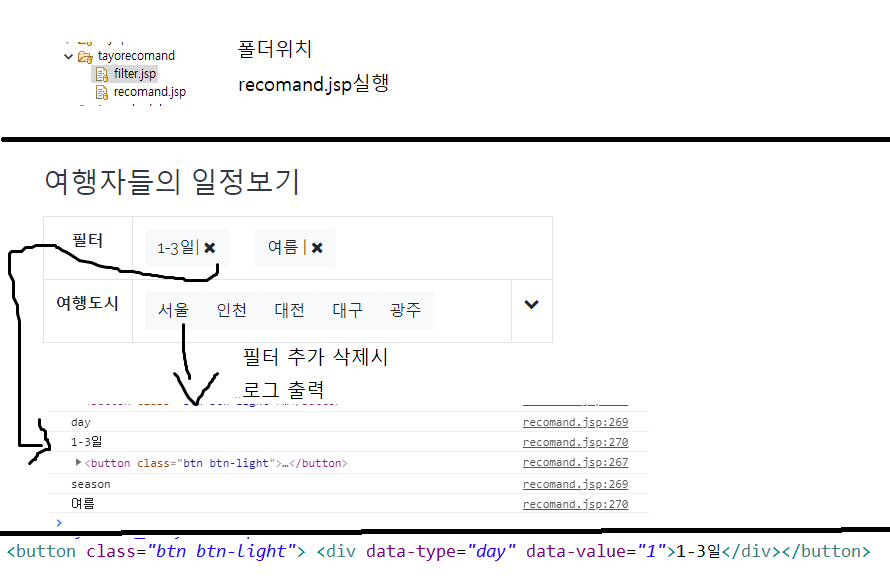 tayorecomand
폴더위치
filter.jsp
recomand.jsp
recomand.jsp실행
여행자들의 일정보기
필터
1-3일| ✖
여름 | ✖
여행도시
서울 인천 대전 대구 광주
필터 추가 삭제시
로그 출력
day recomand.jsp:269
1-3일 recomand.jsp:270
▶<button class="btn btn-light">…</button> recomand.jsp:267
season recomand.jsp:269
여름 recomand.jsp:270
>
<button class="btn btn-light"> <div data-type="day" data-value="1">1-3일</div></button>